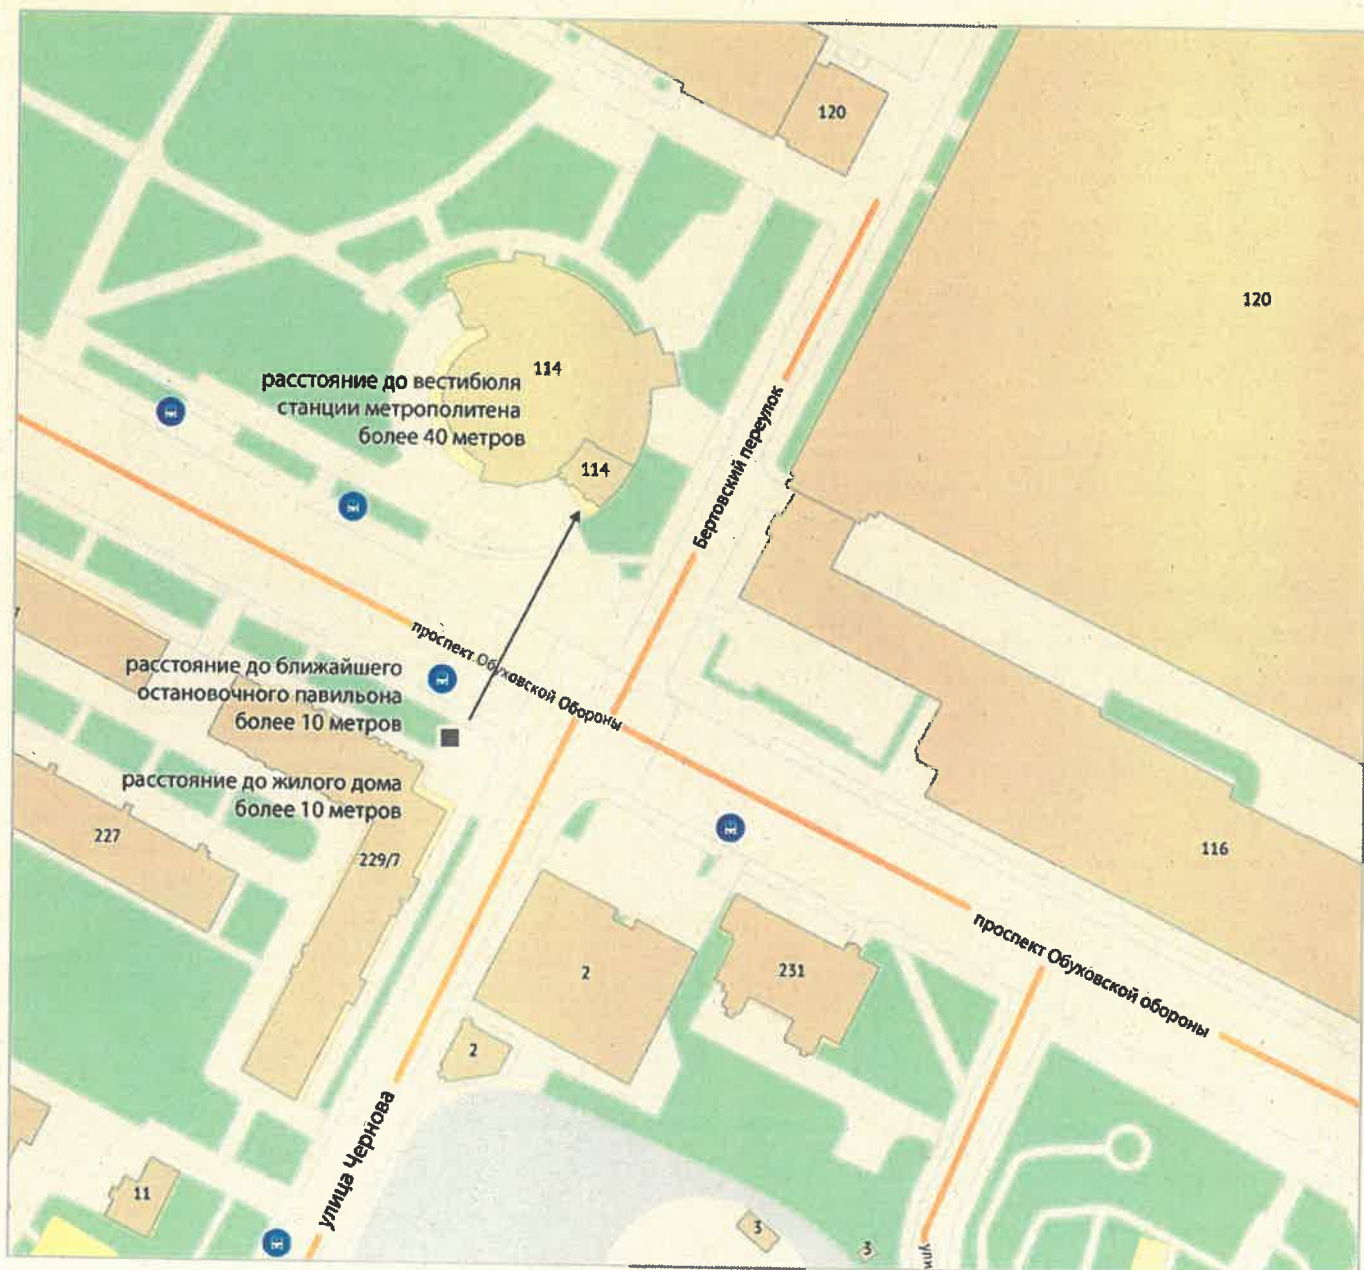 120
120
114
расстояние до вестибюля
станции метрополитена
более 40 метров
114
Бертовский переулок
проспект Обуховской Обороны
расстояние до ближайшего
остановочного павильона
более 10 метров
расстояние до жилого дома
более 10 метров
227
229/7
116
проспект Обуховской обороны
2
231
2
улица Чернова
11
3
3